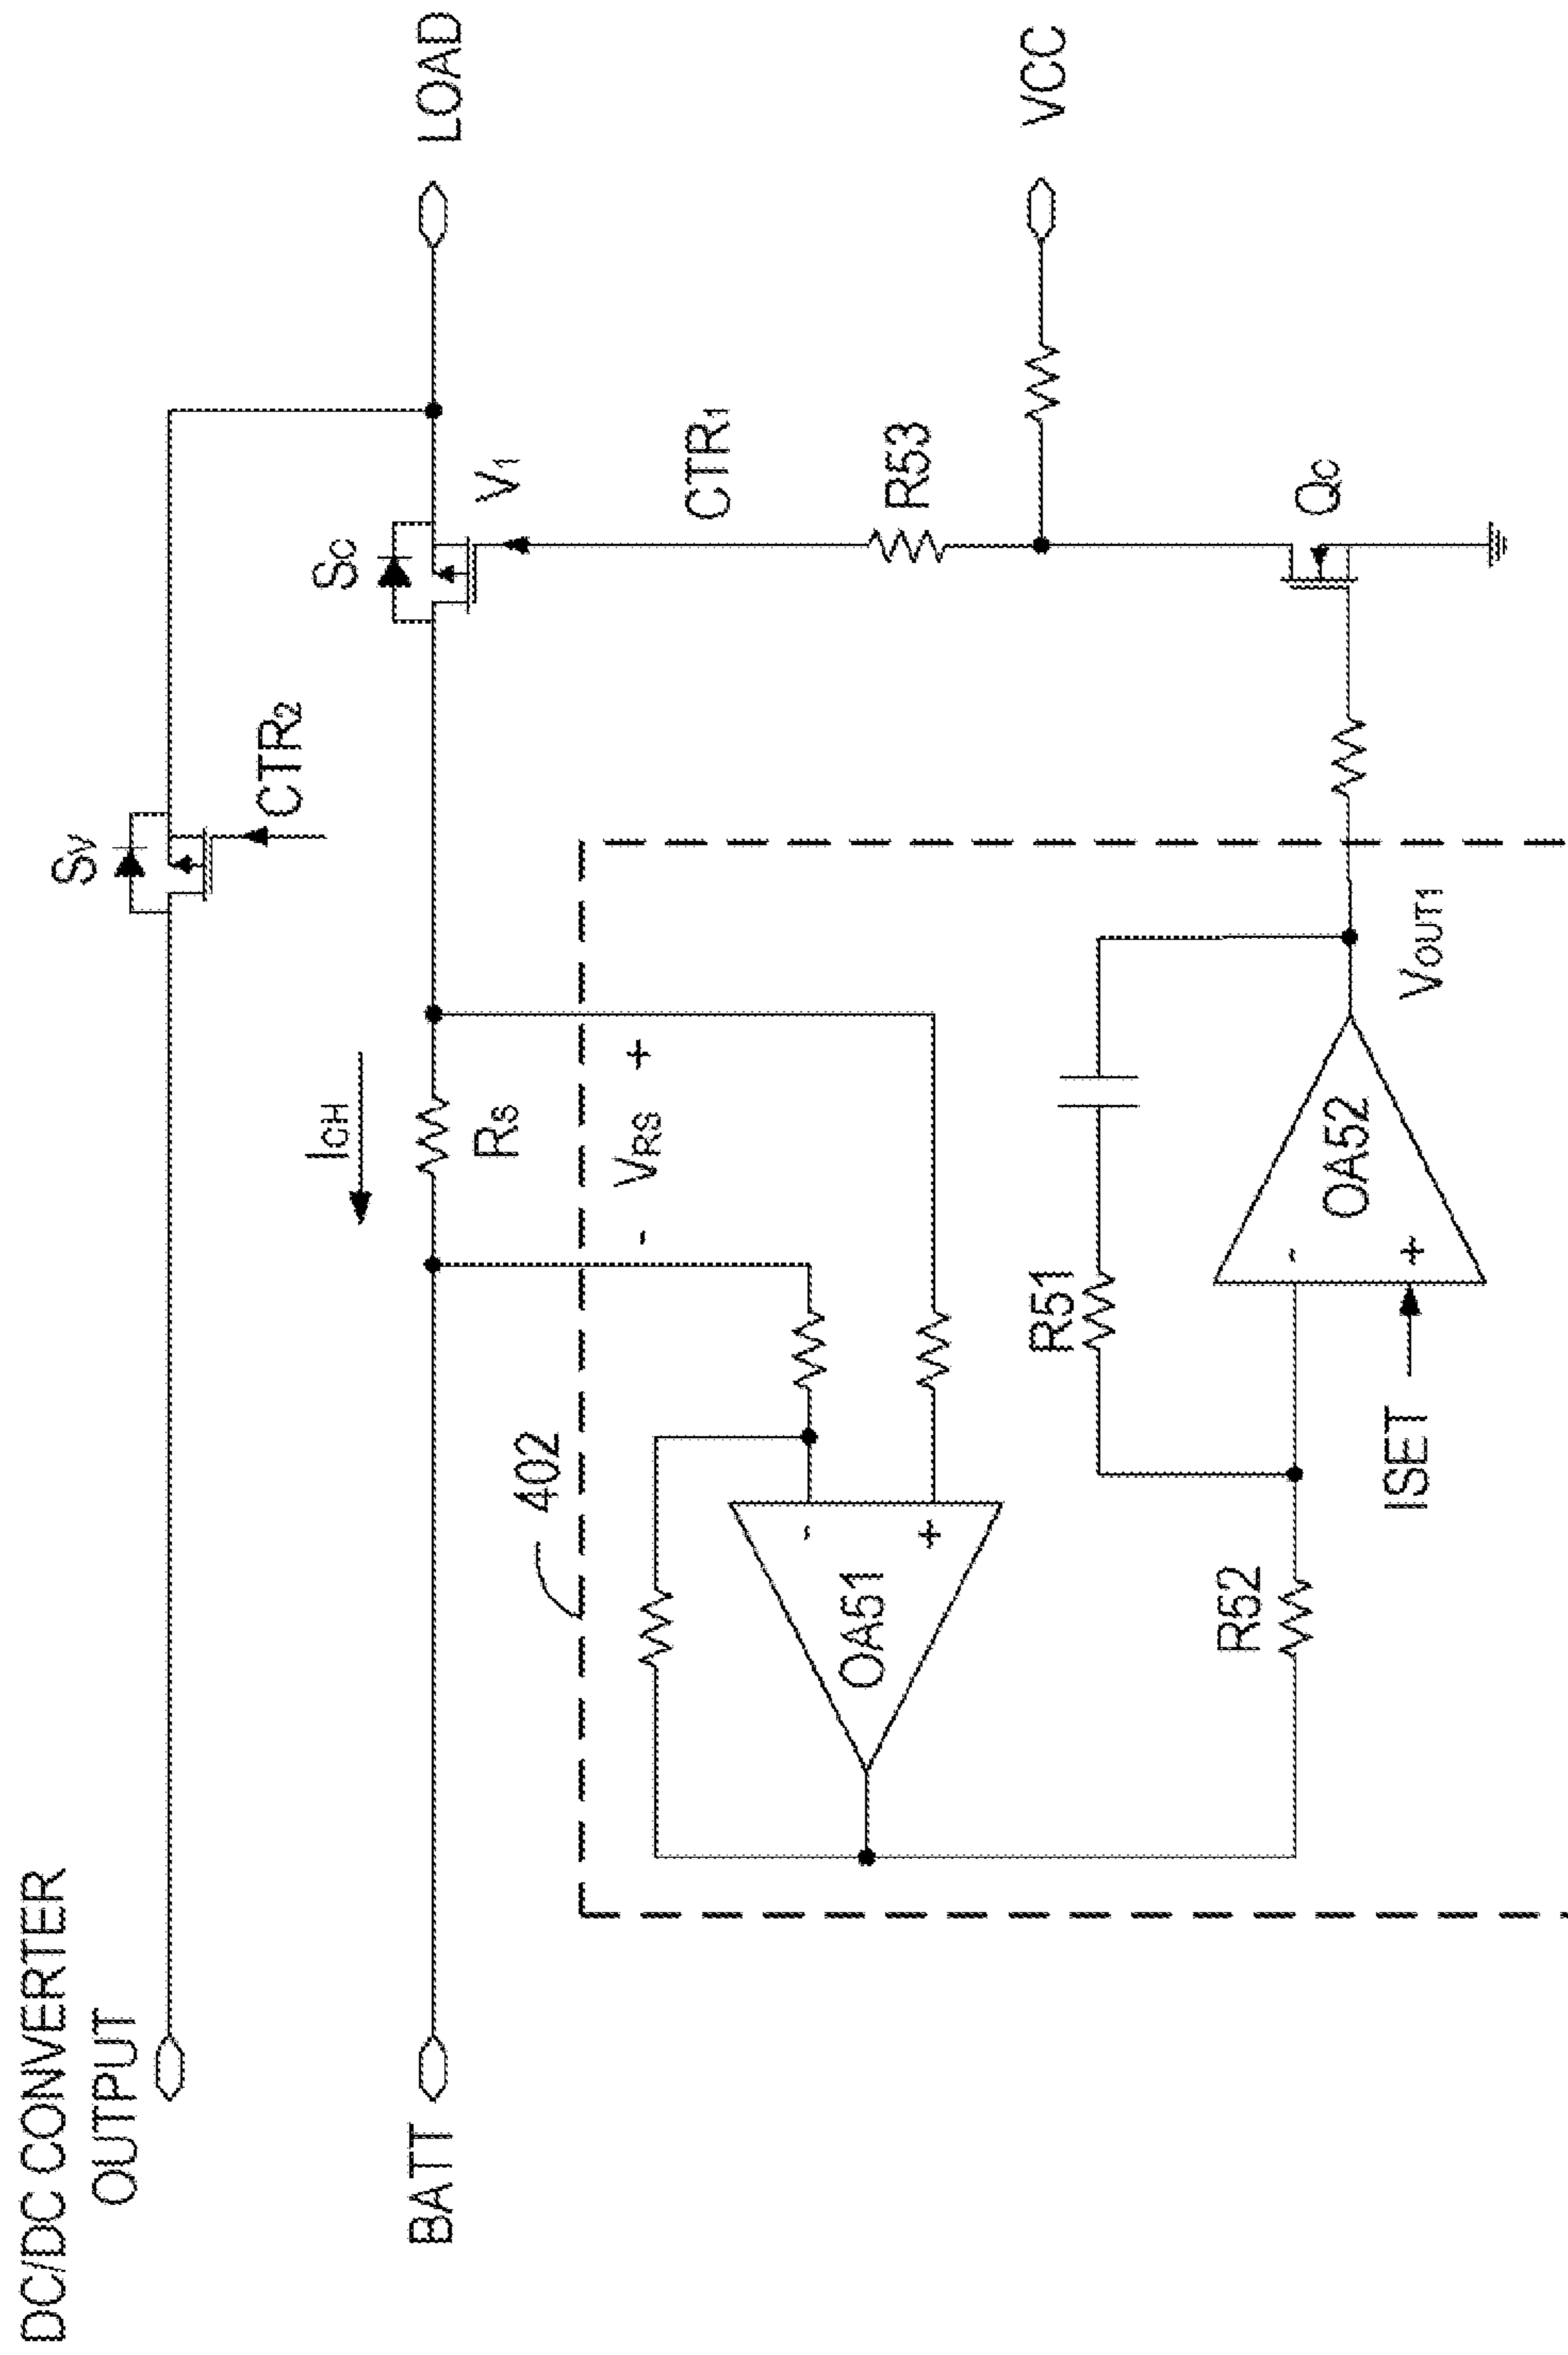 DC/DC CONVERTER
OUTPUT
BATT
LOAD
VCC
SV
CTR2
SC
V1
ICH
RS
- VRS +
CTR1
R53
QC
402
OA51
- +
R52
R51
OA52
- +
ISET
VOUT1